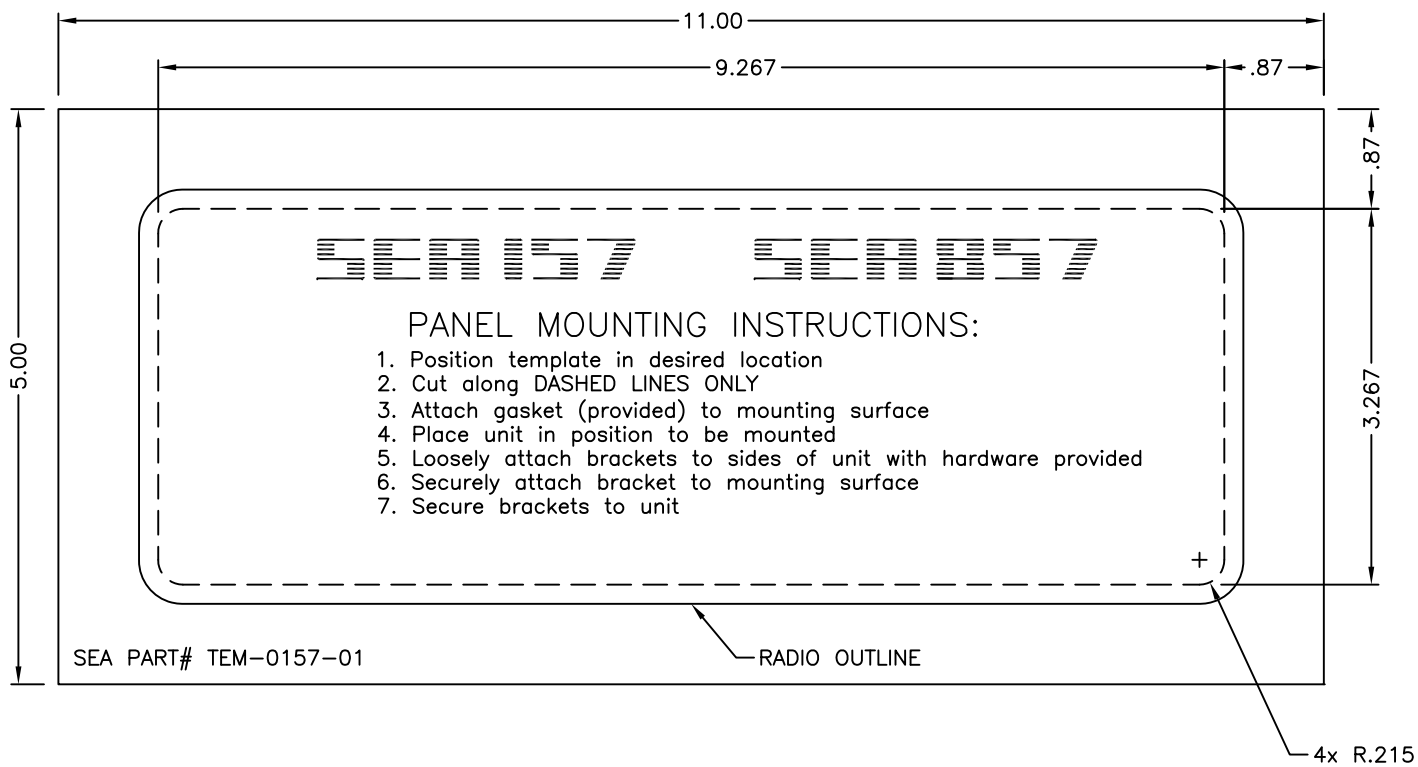 11.00
9.267
.87
.87
5.00
3.267
SEA 157 SEA 857
PANEL MOUNTING INSTRUCTIONS:
1. Position template in desired location
2. Cut along DASHED LINES ONLY
3. Attach gasket (provided) to mounting surface
4. Place unit in position to be mounted
5. Loosely attach brackets to sides of unit with hardware provided
6. Securely attach bracket to mounting surface
7. Secure brackets to unit
SEA PART# TEM-0157-01
RADIO OUTLINE
4x R.215